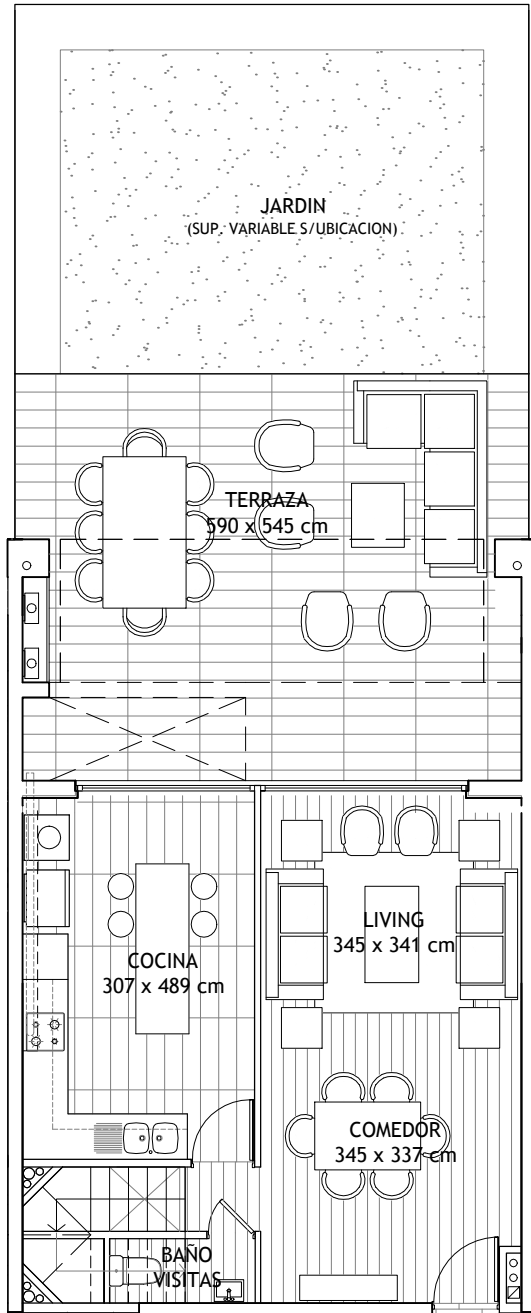 JARDIN
(SUP. VARIABLE S/UBICACION)
TERRAZA
590 x 545 cm
LIVING
345 x 341 cm
COCINA
307 x 489 cm
COMEDOR
345 x 337 cm
BAÑO
VISITAS